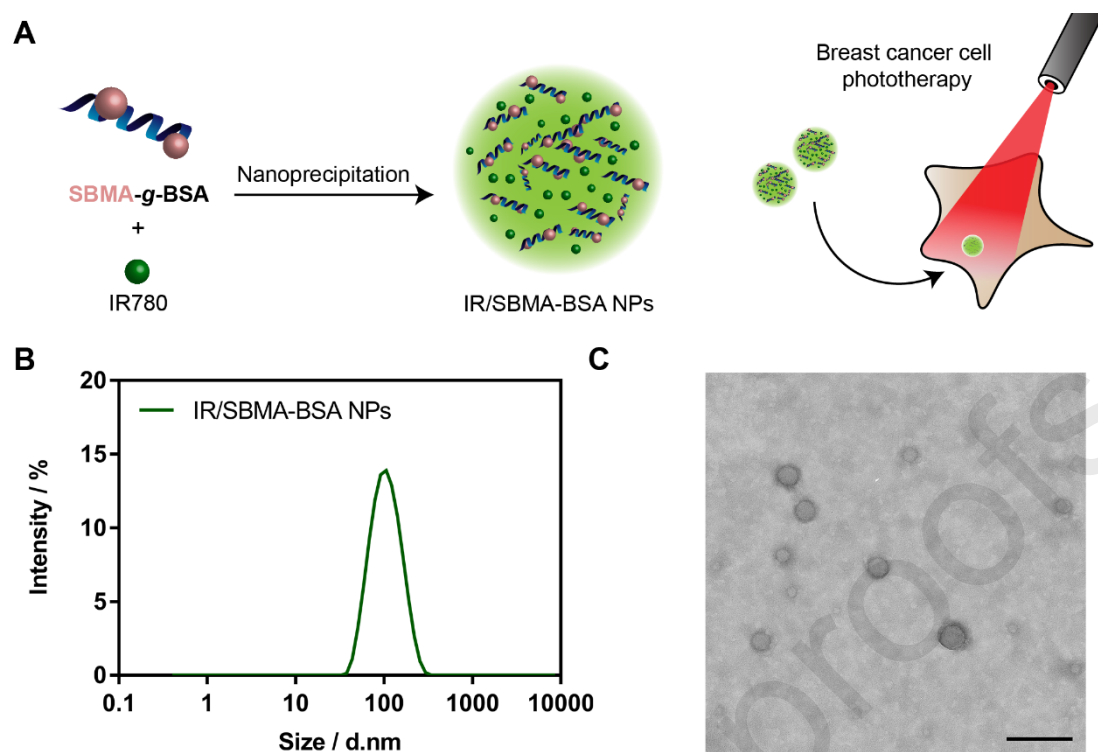 A
SBMA-g-BSA
+
IR780
Nanoprecipitation
IR/SBMA-BSA NPs
Breast cancer cell
phototherapy
B
IR/SBMA-BSA NPs
Intensity / %
20
15
10
5
0
0.1 1 10 100 1000 10000
Size / d.nm
C